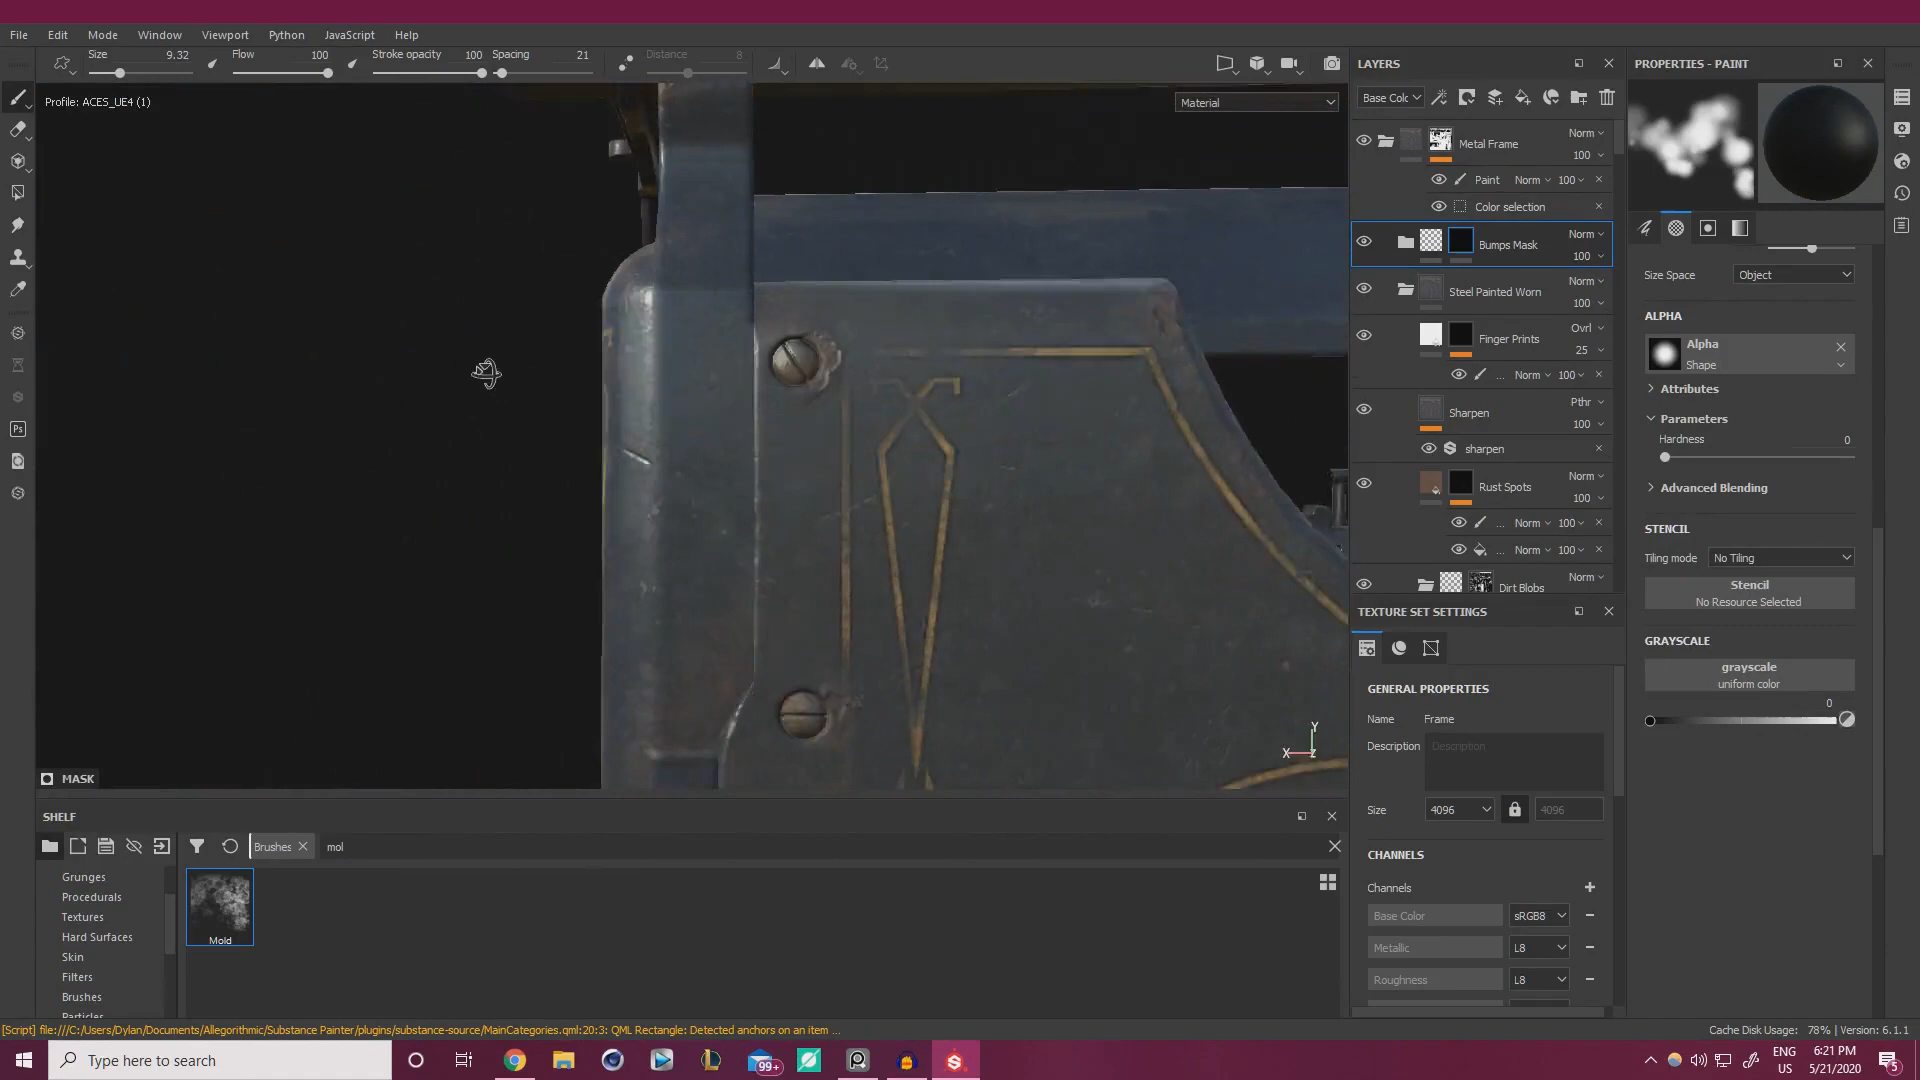 File Edit Mode Window Viewport Python JavaScript Help
Size 9.32 Flow 100 Stroke opacity 100 Spacing 21 Distance 8
Profile: ACES_UE4 (1)
Material
MASK
Y
X Z
LAYERS
Base Colc
Metal Frame Norm
100
Paint Norm 100
Color selection
Bumps Mask Norm
100
Steel Painted Worn Norm
100
Finger Prints Ovrl
25
... Norm 100
Sharpen Pthr
100
sharpen
Rust Spots Norm
100
... Norm 100
... Norm 100
Dirt Blobs Norm
TEXTURE SET SETTINGS
GENERAL PROPERTIES
Name Frame
Description Description
Size 4096 4096
CHANNELS
Channels
Base Color sRGB8
Metallic L8
Roughness L8
PROPERTIES - PAINT
Size Space Object
ALPHA
Alpha
Shape
Attributes
Parameters
Hardness 0
Advanced Blending
STENCIL
Tiling mode No Tiling
Stencil
No Resource Selected
GRAYSCALE
grayscale
uniform color
0
SHELF
Brushes mol
Grunges
Procedurals
Textures
Hard Surfaces
Skin
Filters
Brushes
Particles
Mold
[Script] file:///C:/Users/Dylan/Documents/Allegorithmic/Substance Painter/plugins/substance-source/MainCategories.qml:20:3: QML Rectangle: Detected anchors on an item ...
Cache Disk Usage: 78% | Version: 6.1.1
Type here to search
Ps
99+
ENG
US
6:21 PM
5/21/2020
5